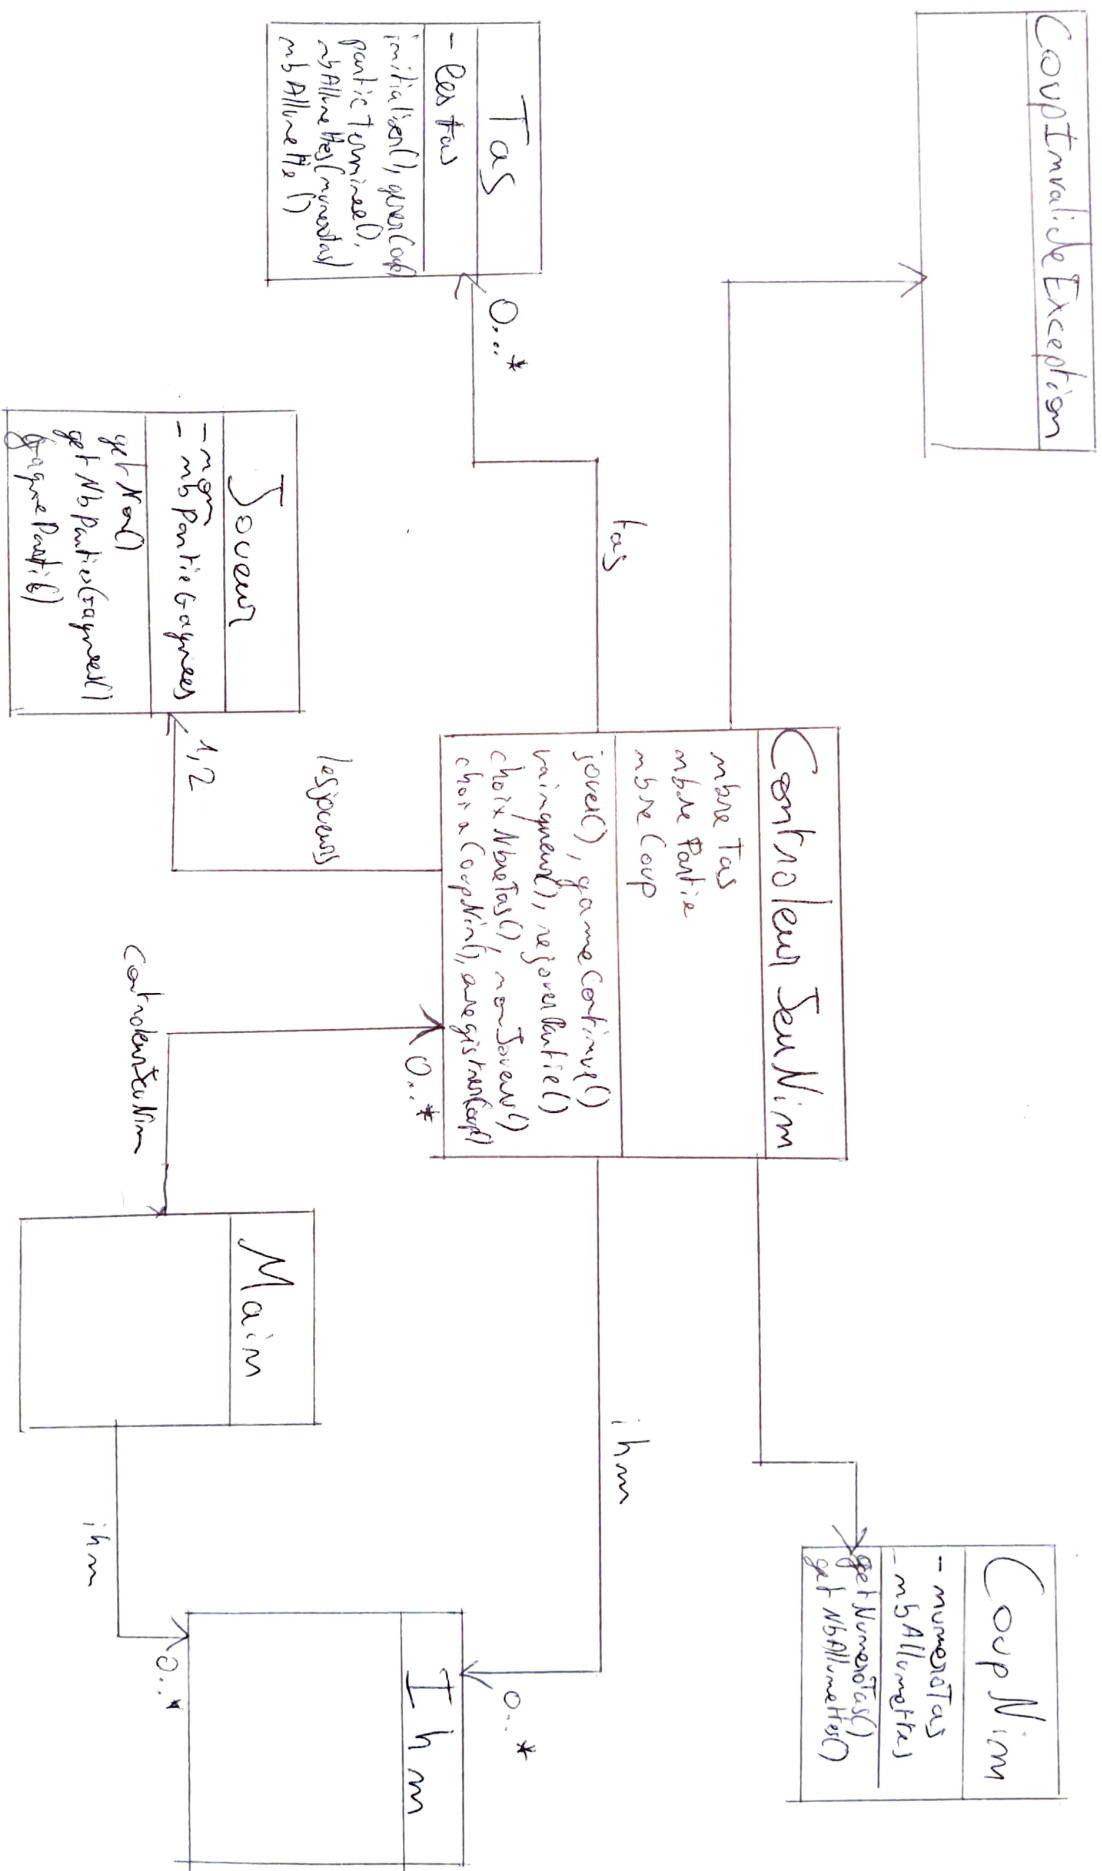 CoupInvalideException
Tas
- lestas
initialiser(), gererCoup()
partieTerminee(),
nbAllumettes(numerotas)
nbAllumette()
0...*
tas
Joueur
- nom
- nbPartieGagnees
getNom()
getNbPartiesGagnees()
gagnePartie()
1,2
lesjoueurs
ControleurJeuNim
nbreTas
nbrePartie
nbreCoup
jouer(), gameContinue()
vainqueur(), rejouerPartie()
choixNbreTas(), nomJoueur()
choixCoupNim(), enregistrerCoup()
0...*
ControleurJeuNim
Main
ihm
0..*
ihm
0..*
Ihm
CoupNim
- numeroTas
- nbAllumettes
getNumeroTas()
getNbAllumettes()